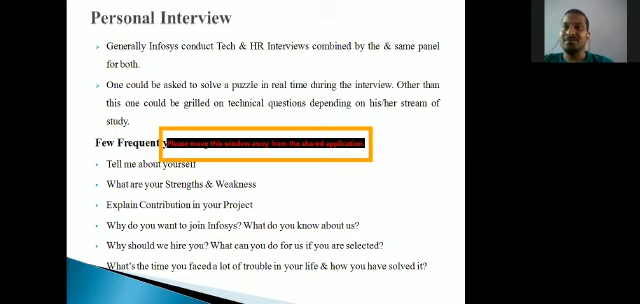 Personal Interview
Generally Infosys conduct Tech & HR Interviews combined by the & same panel
for both.
One could be asked to solve a puzzle in real time during the interview. Other than
this one could be grilled on technical questions depending on his/her stream of
study.
Few Frequently
Please move this window away from the shared application.
Tell me about yourself
What are your Strengths & Weakness
Explain Contribution in your Project
Why do you want to join Infosys? What do you know about us?
Why should we hire you? What can you do for us if you are selected?
What's the time you faced a lot of trouble in your life & how you have solved it?